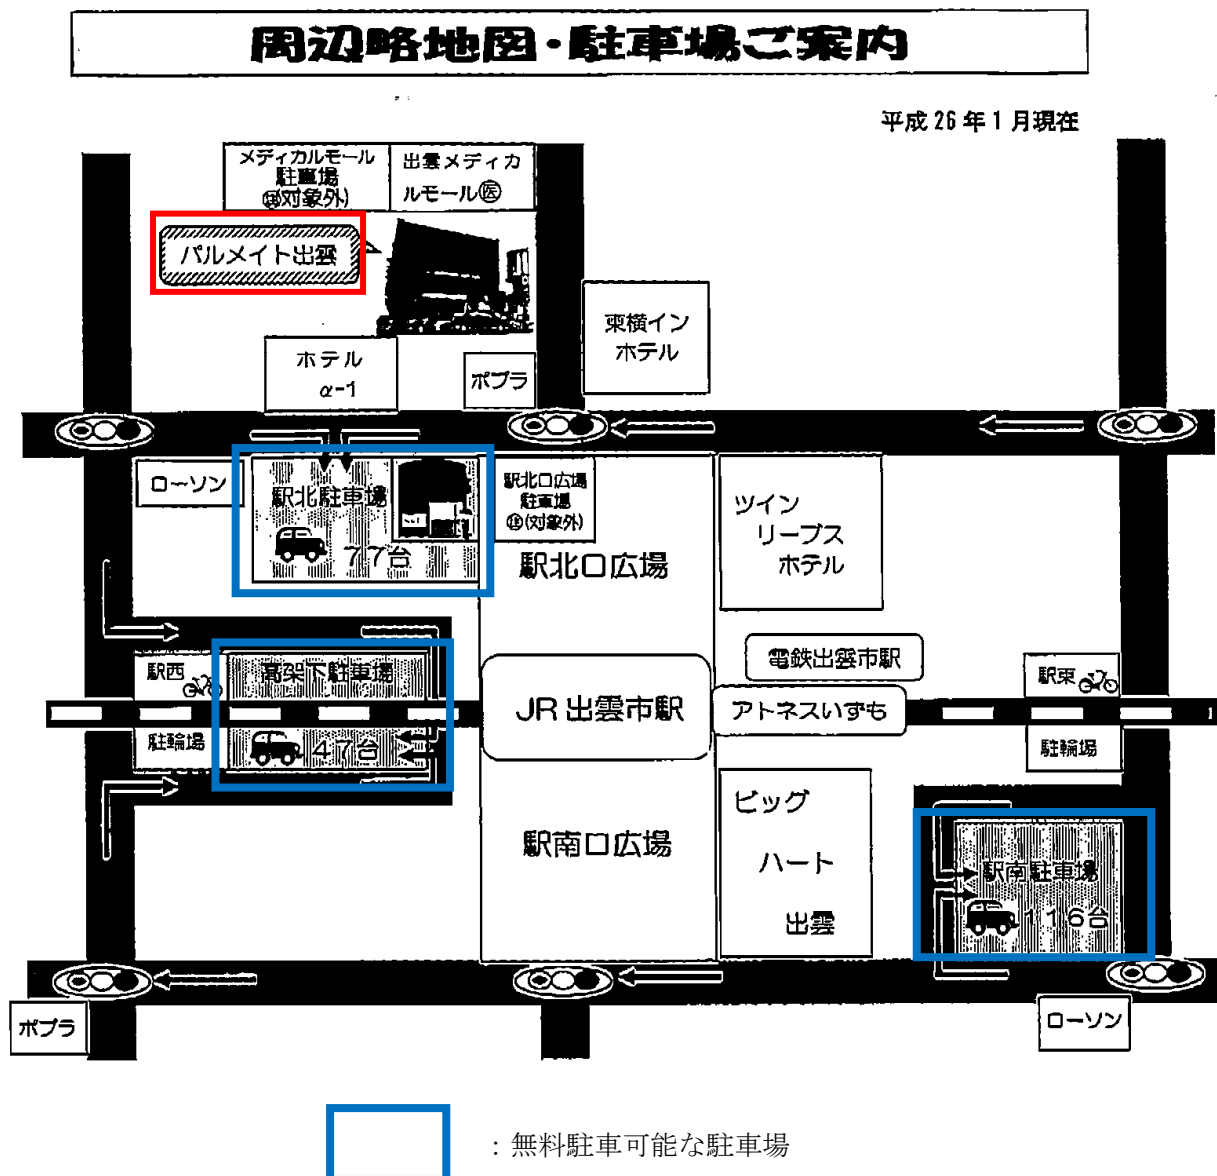 周辺略地図・駐車場ご案内
平成26年1月現在
メディカルモール
駐車場
(対象外)
出雲メディカ
ルモール㊩
パルメイト出雲
東横イン
ホテル
ホテル
α-1
ポプラ
ローソン
駅北駐車場
77台
駅北口広場
駐車場
(対象外)
駅北口広場
ツイン
リーブス
ホテル
電鉄出雲市駅
駅西
駐輪場
高架下駐車場
47台
JR出雲市駅
アトネスいずも
駅東
駐輪場
駅南口広場
ビッグ
ハート
出雲
駅南駐車場
116台
ポプラ
ローソン
：無料駐車可能な駐車場